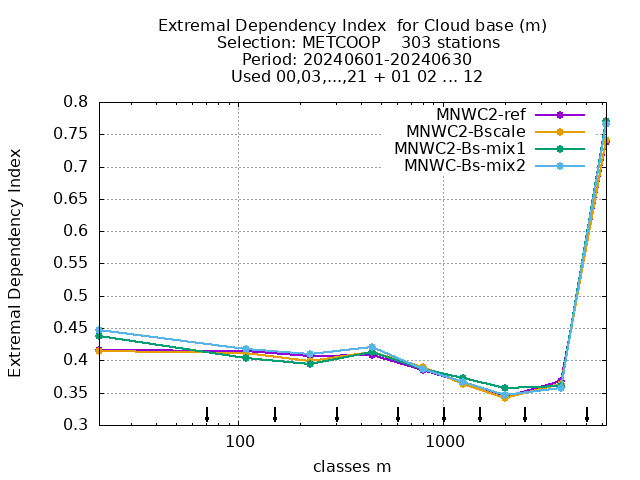 Extremal Dependency Index  for Cloud base (m)
Selection: METCOOP    303 stations
Period: 20240601-20240630
Used 00,03,...,21 + 01 02 ... 12
MNWC2-ref
MNWC2-Bscale
MNWC2-Bs-mix1
MNWC-Bs-mix2
Extremal Dependency Index
0.8
0.75
0.7
0.65
0.6
0.55
0.5
0.45
0.4
0.35
0.3
100 1000
classes m